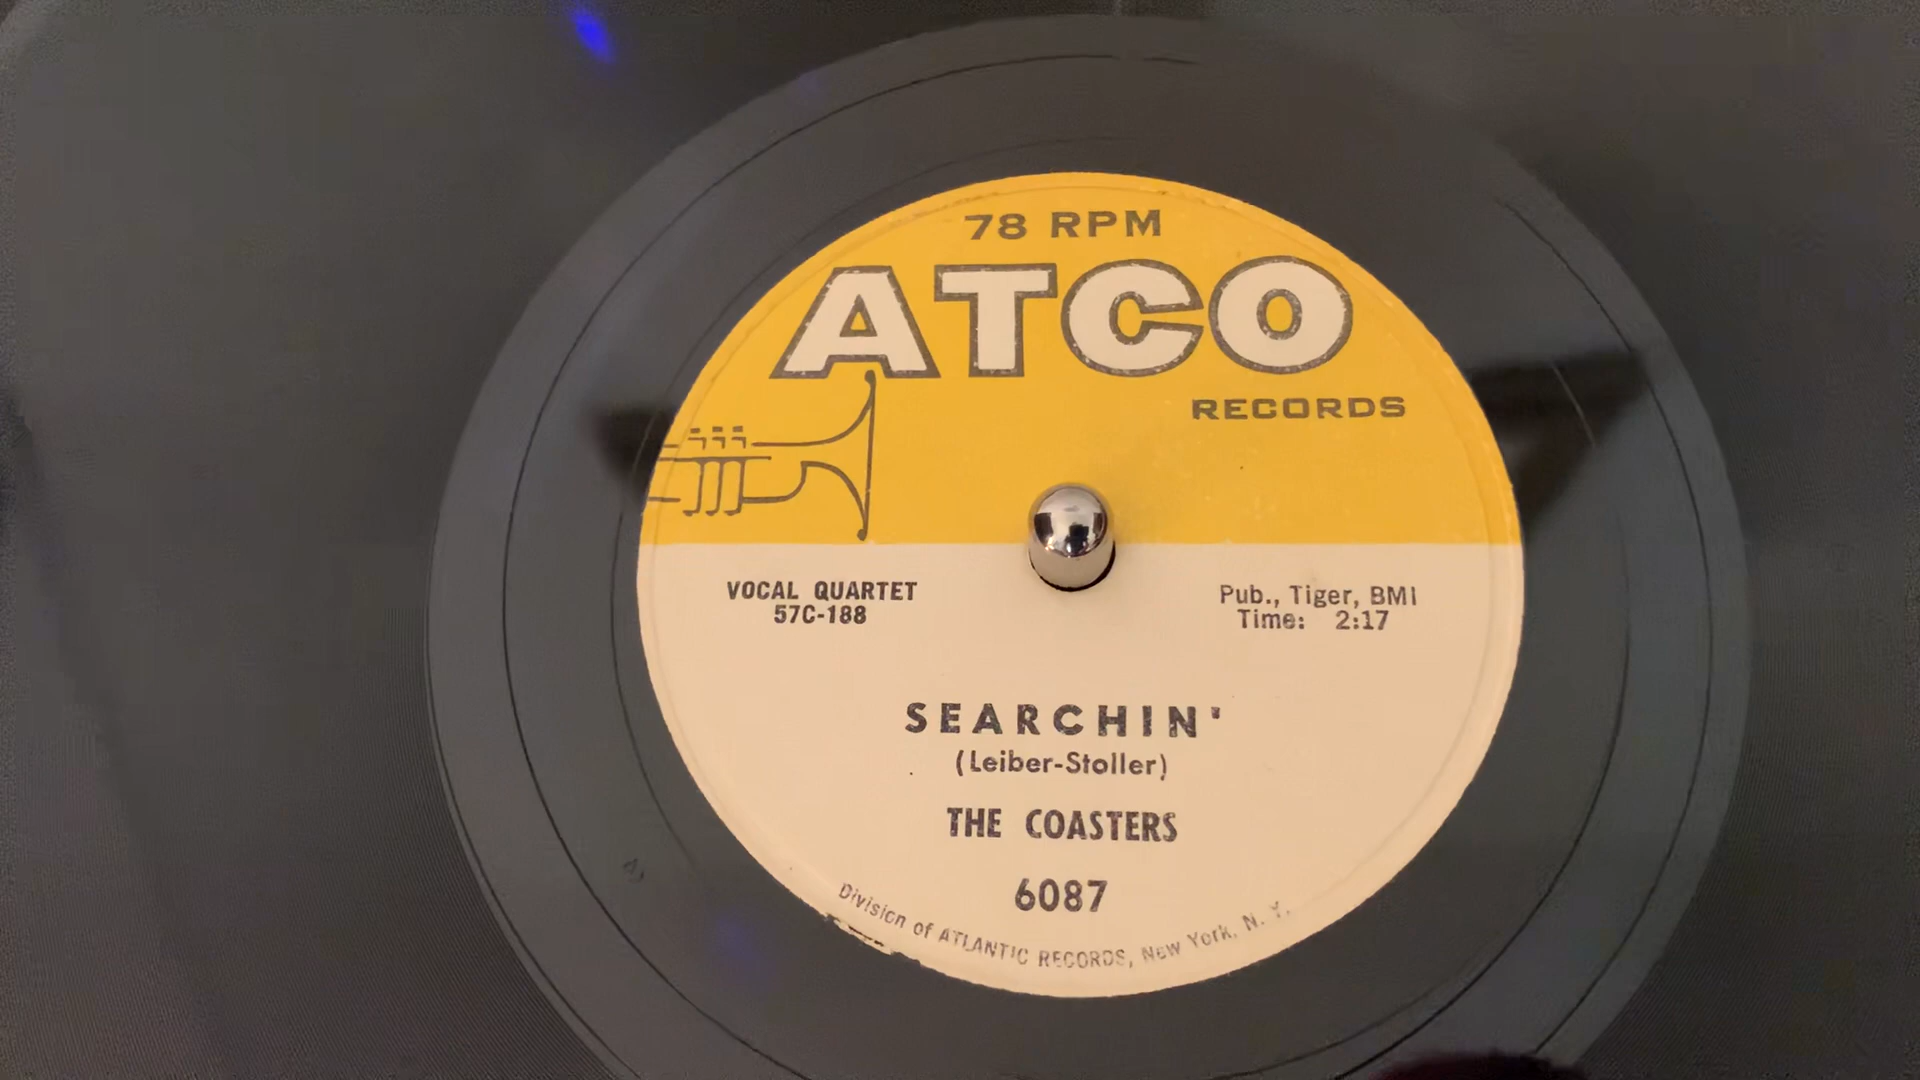 78 RPM
ATCO
RECORDS
VOCAL QUARTET
57C-188
Pub., Tiger, BMI
Time: 2:17
SEARCHIN'
(Leiber-Stoller)
THE COASTERS
6087
Division of ATLANTIC RECORDS, New York, N. Y.